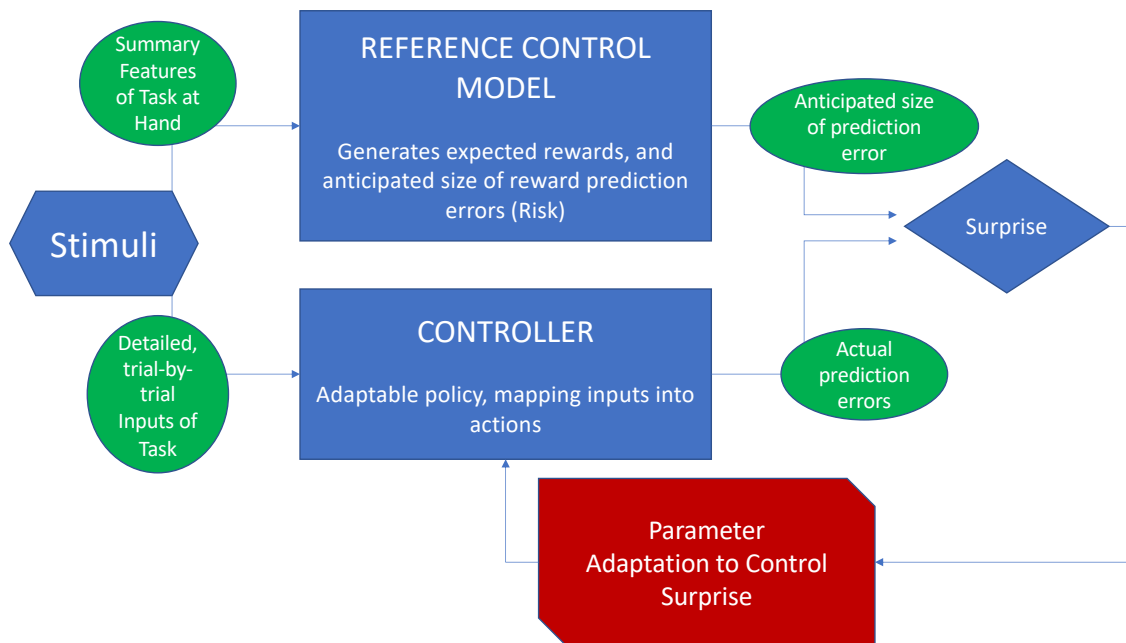 Summary
Features
of Task at
Hand
REFERENCE CONTROL
MODEL
Generates expected rewards, and
anticipated size of reward prediction
errors (Risk)
Anticipated size
of prediction
error
Stimuli
Surprise
Detailed,
trial-by-
trial
Inputs of
Task
CONTROLLER
Adaptable policy, mapping inputs into
actions
Actual
prediction
errors
Parameter
Adaptation to Control
Surprise